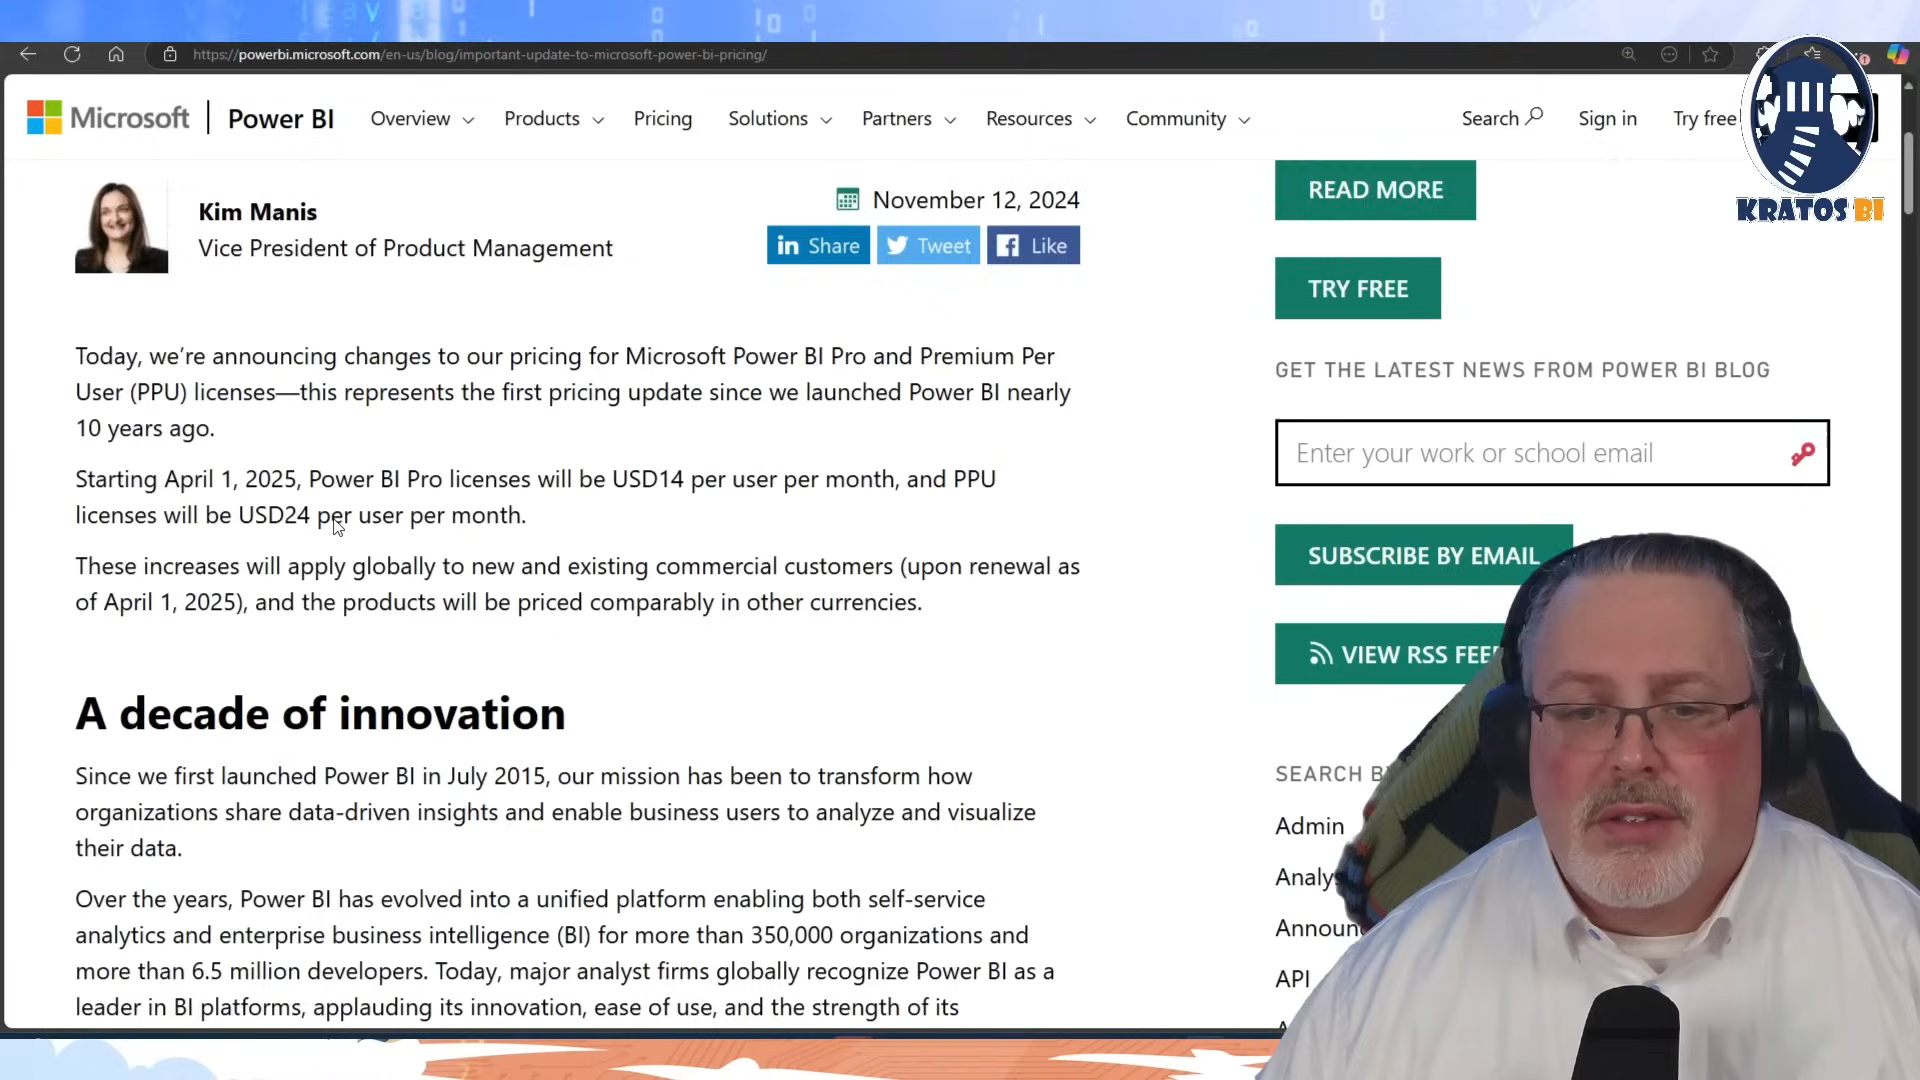 https://powerbi.microsoft.com/en-us/blog/important-update-to-microsoft-power-bi-pricing/
Microsoft | Power BI Overview Products Pricing Solutions Partners Resources Community Search Sign in Try free
KRATOS BI
Kim Manis
Vice President of Product Management
November 12, 2024
Share Tweet Like
READ MORE
TRY FREE
Today, we’re announcing changes to our pricing for Microsoft Power BI Pro and Premium Per
User (PPU) licenses—this represents the first pricing update since we launched Power BI nearly
10 years ago.
Starting April 1, 2025, Power BI Pro licenses will be USD14 per user per month, and PPU
licenses will be USD24 per user per month.
These increases will apply globally to new and existing commercial customers (upon renewal as
of April 1, 2025), and the products will be priced comparably in other currencies.
A decade of innovation
Since we first launched Power BI in July 2015, our mission has been to transform how
organizations share data-driven insights and enable business users to analyze and visualize
their data.
Over the years, Power BI has evolved into a unified platform enabling both self-service
analytics and enterprise business intelligence (BI) for more than 350,000 organizations and
more than 6.5 million developers. Today, major analyst firms globally recognize Power BI as a
leader in BI platforms, applauding its innovation, ease of use, and the strength of its
GET THE LATEST NEWS FROM POWER BI BLOG
Enter your work or school email
SUBSCRIBE BY EMAIL
VIEW RSS FEE
SEARCH B
Admin
Analys
Announ
API